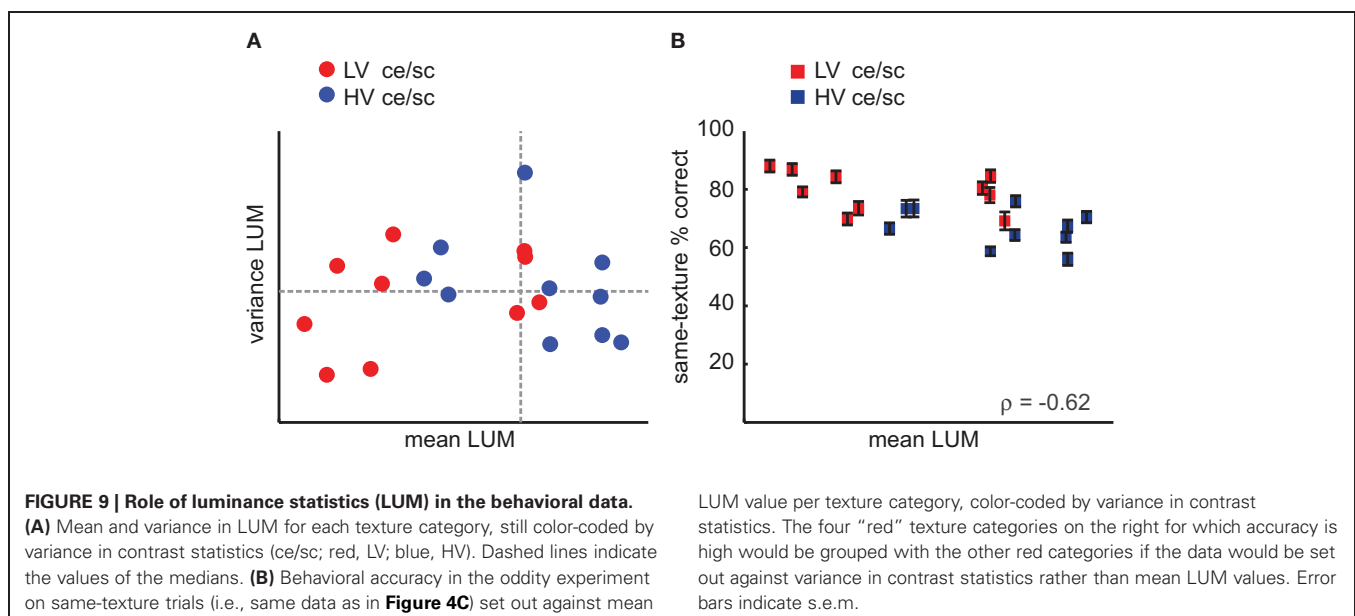 A
LV ce/sc
HV ce/sc
variance LUM
mean LUM
B
LV ce/sc
HV ce/sc
100
80
60
40
20
same-texture % correct
ρ = -0.62
mean LUM
FIGURE 9 | Role of luminance statistics (LUM) in the behavioral data.
(A) Mean and variance in LUM for each texture category, still color-coded by
variance in contrast statistics (ce/sc; red, LV; blue, HV). Dashed lines indicate
the values of the medians. (B) Behavioral accuracy in the oddity experiment
on same-texture trials (i.e., same data as in Figure 4C) set out against mean
LUM value per texture category, color-coded by variance in contrast
statistics. The four “red” texture categories on the right for which accuracy is
high would be grouped with the other red categories if the data would be set
out against variance in contrast statistics rather than mean LUM values. Error
bars indicate s.e.m.